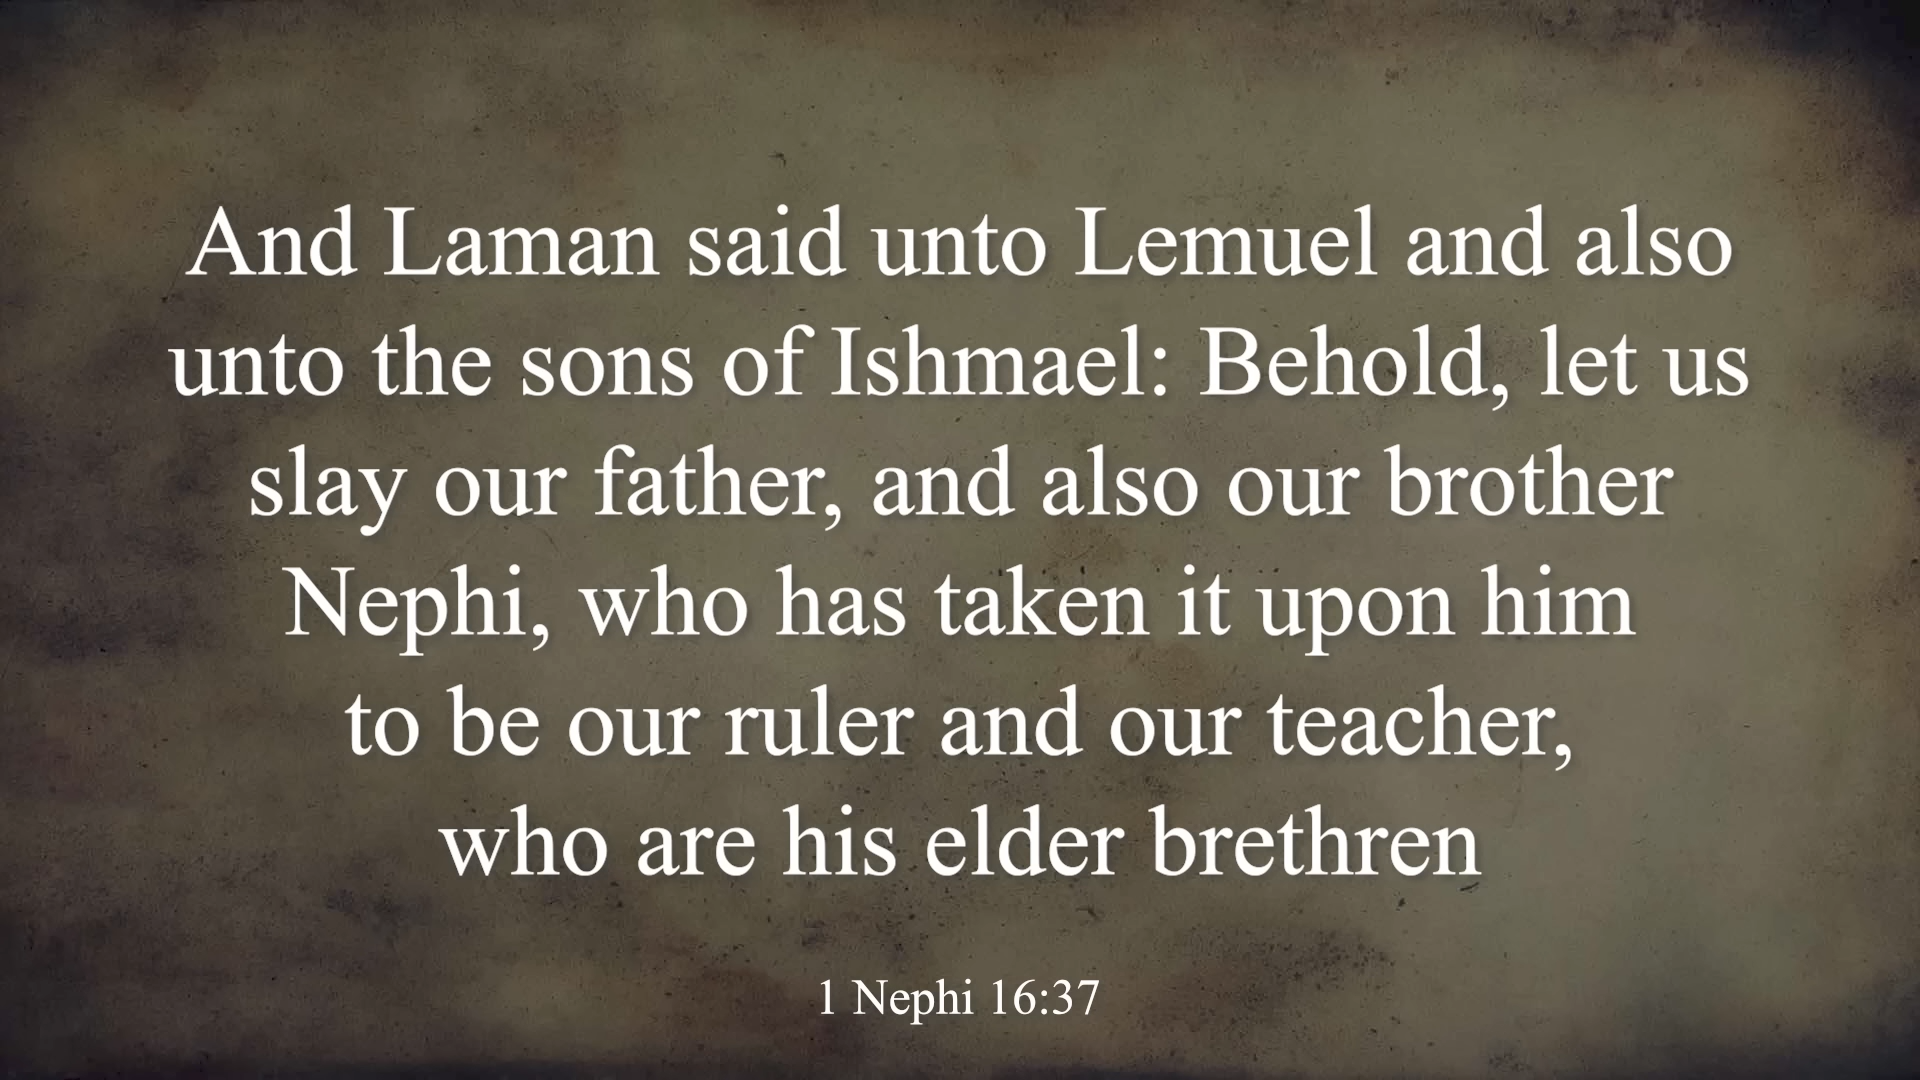 And Laman said unto Lemuel and also
unto the sons of Ishmael: Behold, let us
slay our father, and also our brother
Nephi, who has taken it upon him
to be our ruler and our teacher,
who are his elder brethren
1 Nephi 16:37